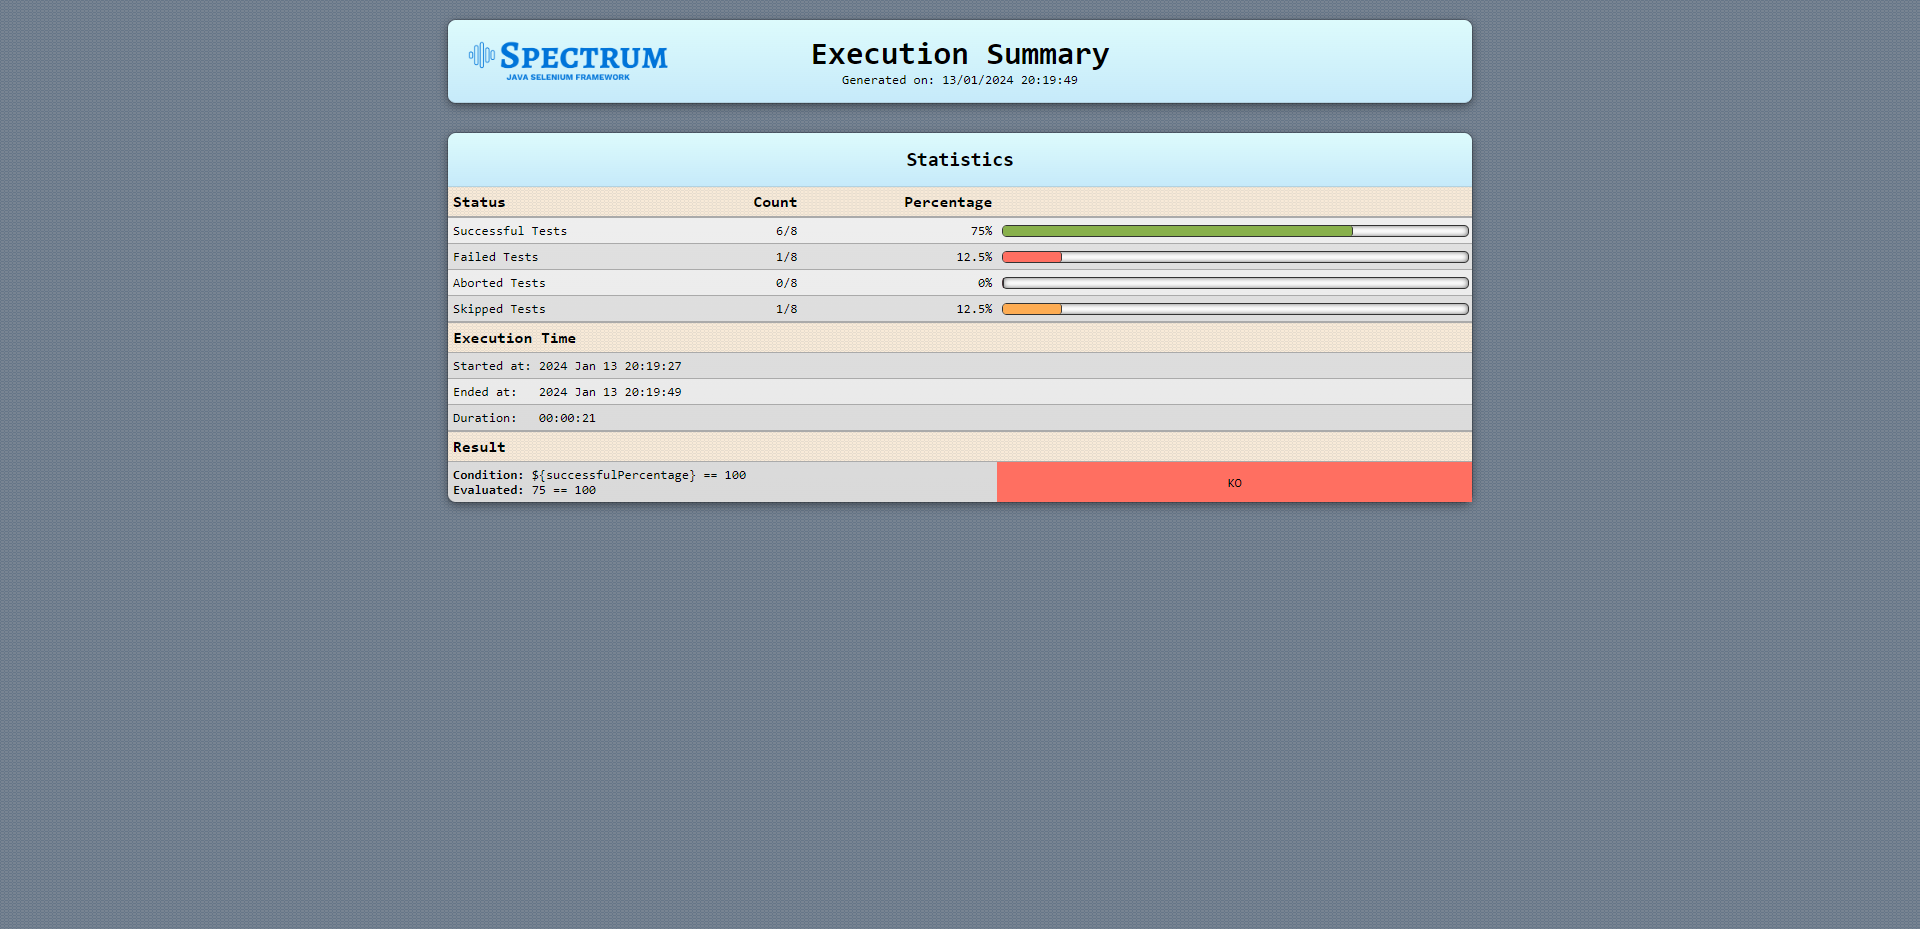 SPECTRUM
JAVA SELENIUM FRAMEWORK
Execution Summary
Generated on: 13/01/2024 20:19:49
Statistics
Status Count Percentage
Successful Tests 6/8 75%
Failed Tests 1/8 12.5%
Aborted Tests 0/8 0%
Skipped Tests 1/8 12.5%
Execution Time
Started at: 2024 Jan 13 20:19:27
Ended at: 2024 Jan 13 20:19:49
Duration: 00:00:21
Result
Condition: ${successfulPercentage} == 100
Evaluated: 75 == 100
KO